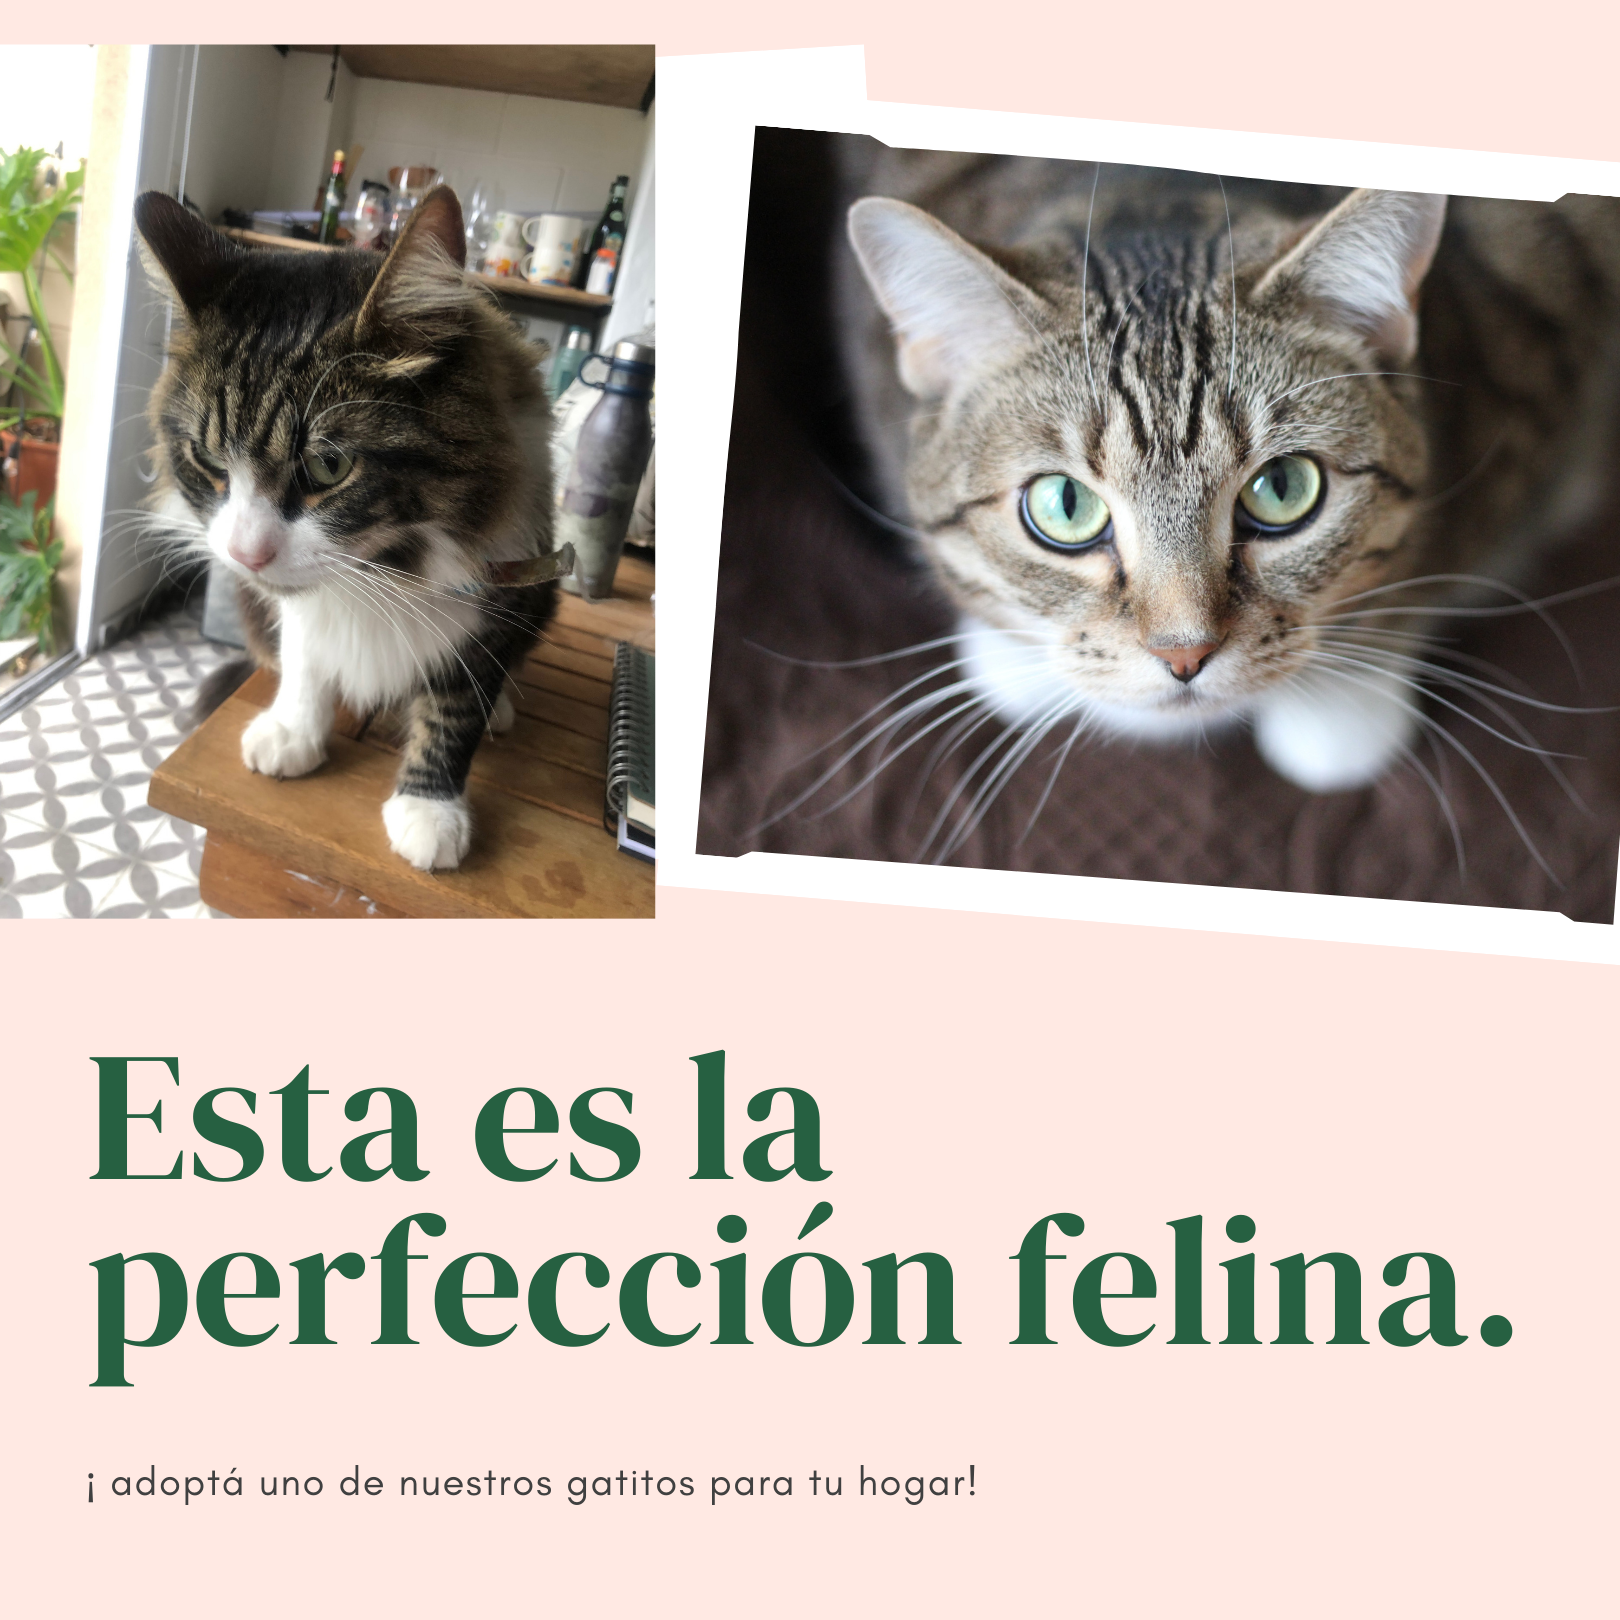 Esta es la
perfección felina.
¡ adoptá uno de nuestros gatitos para tu hogar!